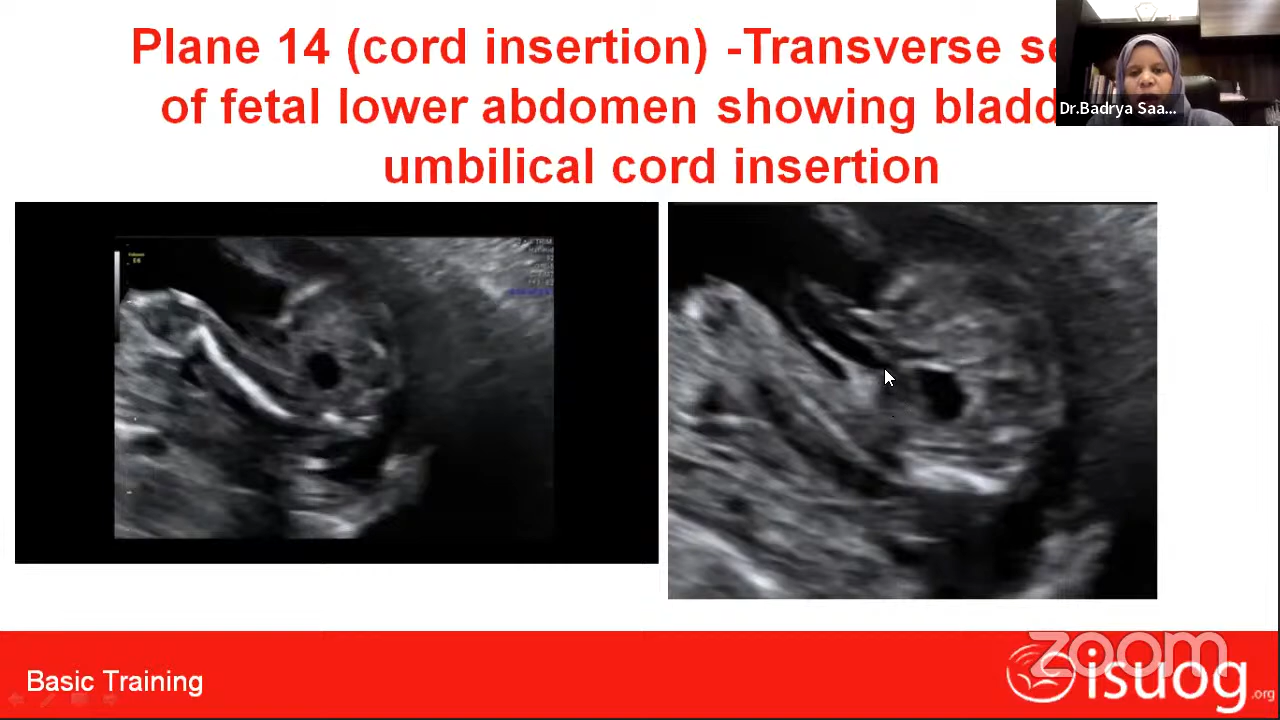 Plane 14 (cord insertion) -Transverse se
of fetal lower abdomen showing bladd
umbilical cord insertion
Dr.Badrya Saa...
Basic Training
zoom
isuog
.org